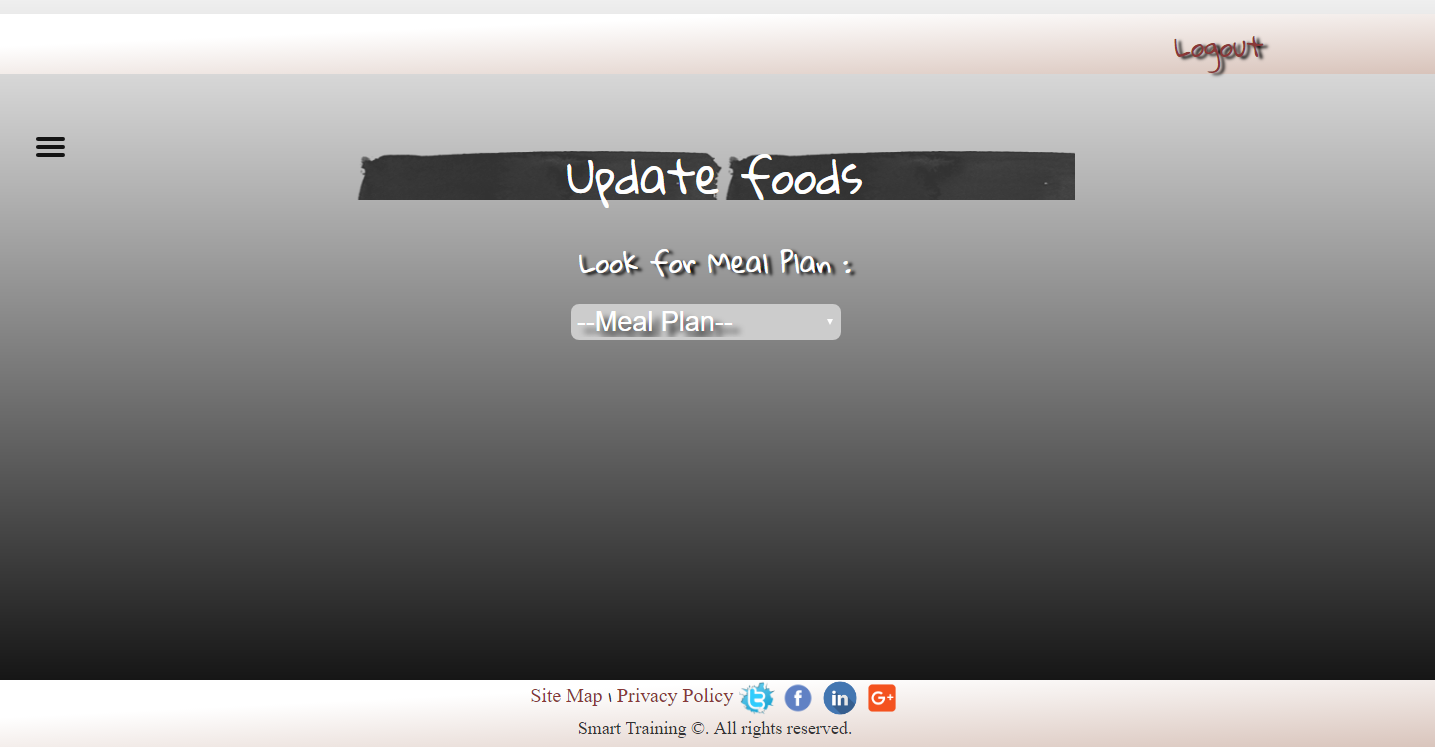 Logout
Update foods
Look for Meal Plan :
--Meal Plan--
Site Map \ Privacy Policy
Smart Training ©. All rights reserved.